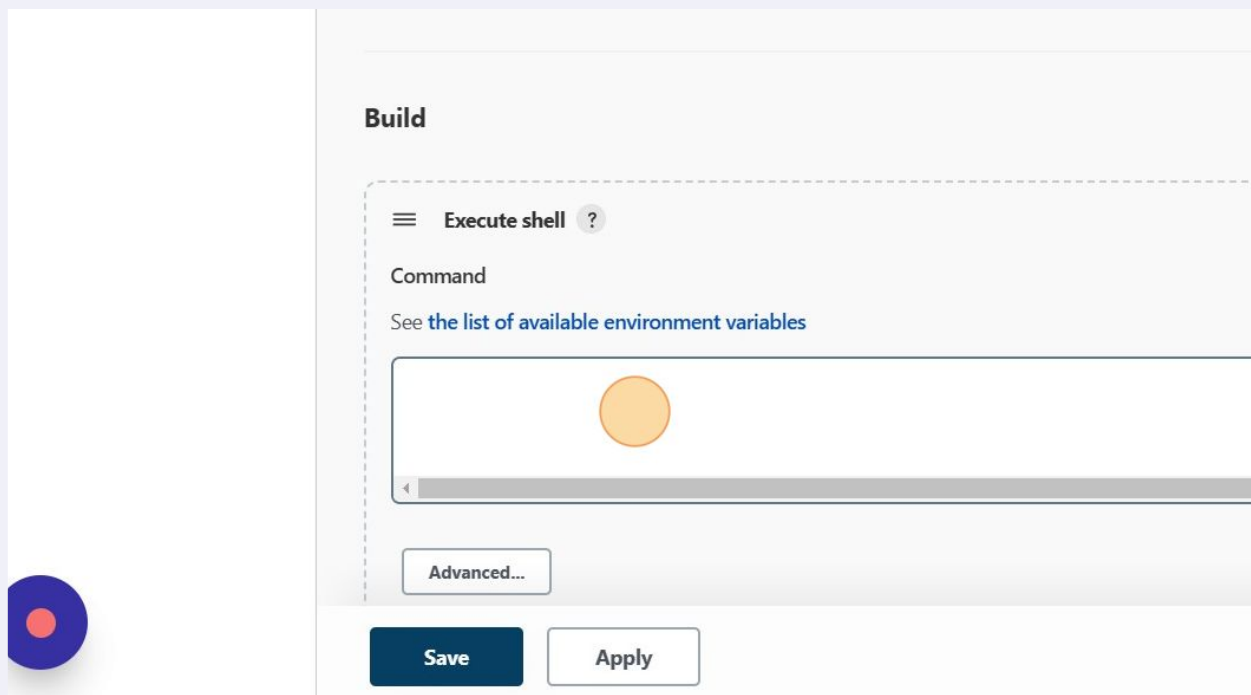 Build
Execute shell ?
Command
See the list of available environment variables
Advanced...
Save Apply